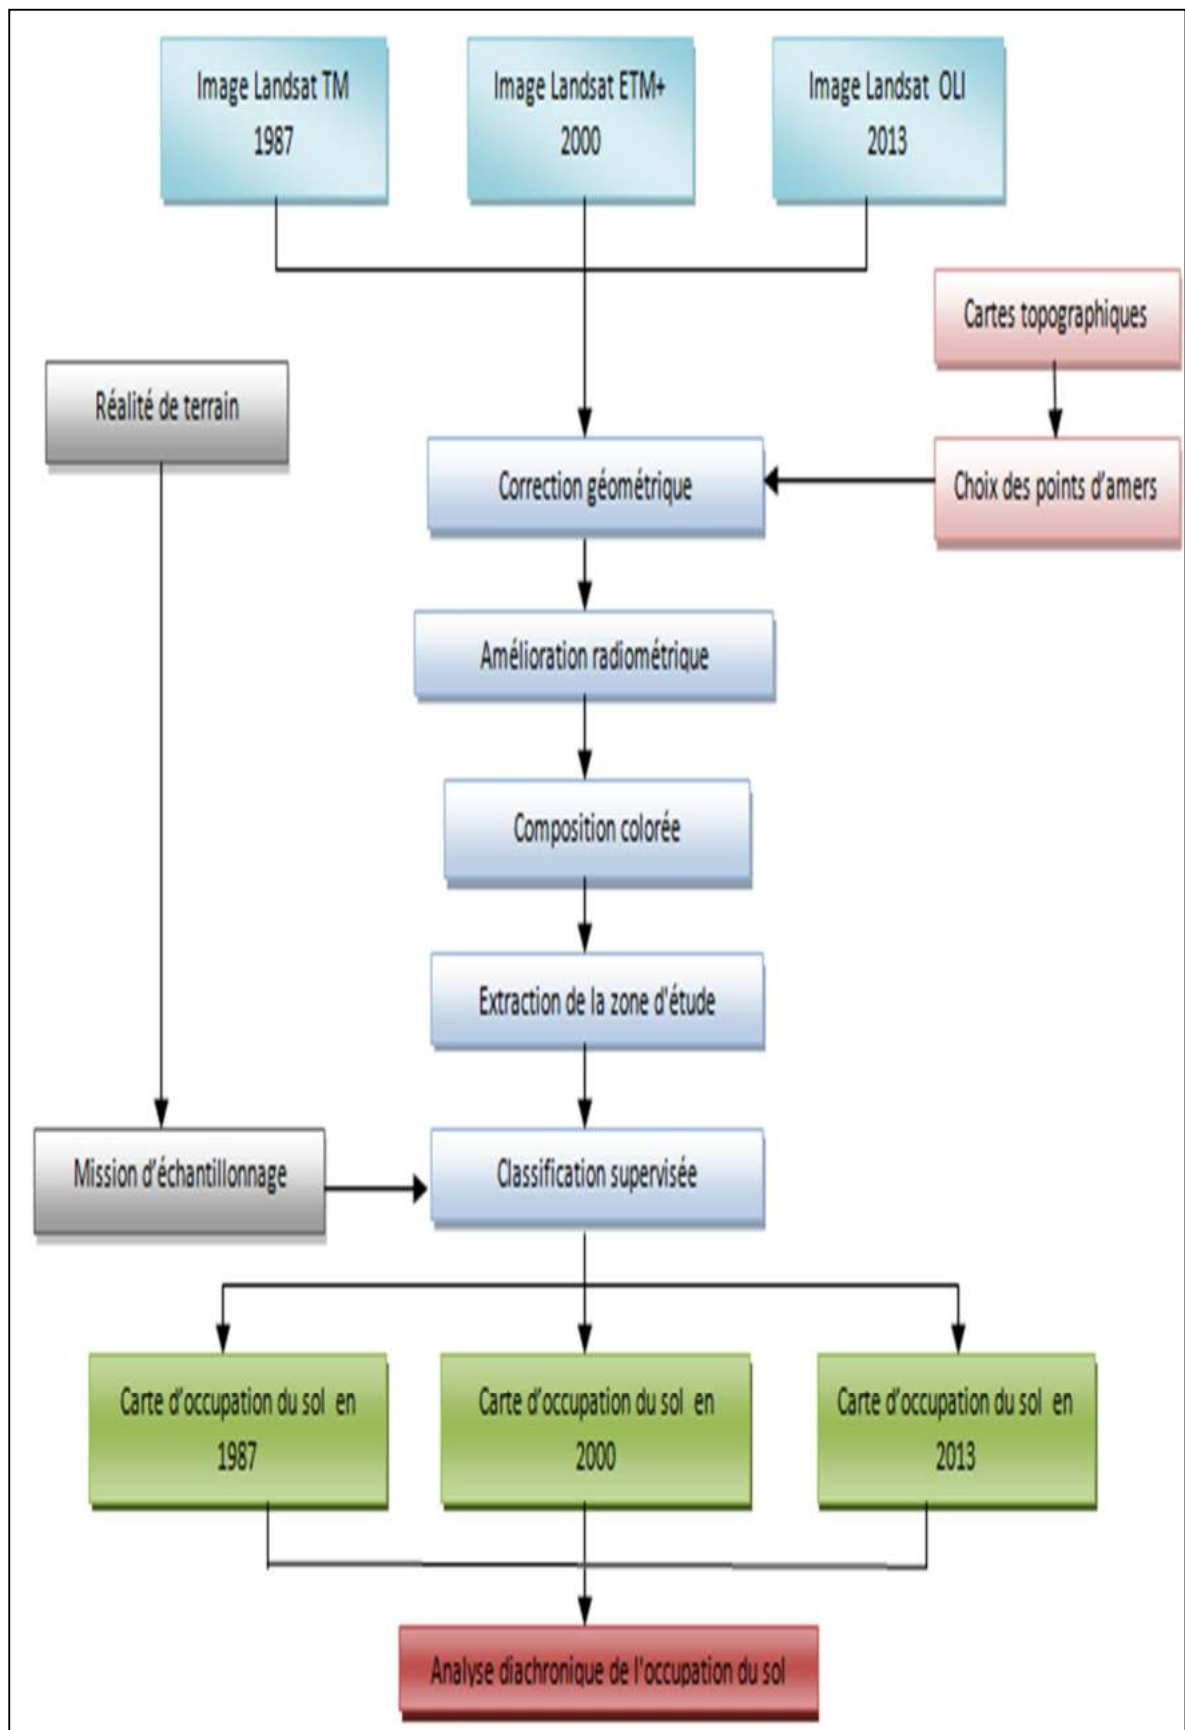 Image Landsat TM
1987
Image Landsat ETM+
2000
Image Landsat OLI
2013
Cartes topographiques
Réalité de terrain
Correction géométrique
Choix des points d'amers
Amélioration radiométrique
Composition colorée
Extraction de la zone d'étude
Mission d'échantillonnage
Classification supervisée
Carte d'occupation du sol en
1987
Carte d'occupation du sol en
2000
Carte d'occupation du sol en
2013
Analyse diachronique de l'occupation du sol